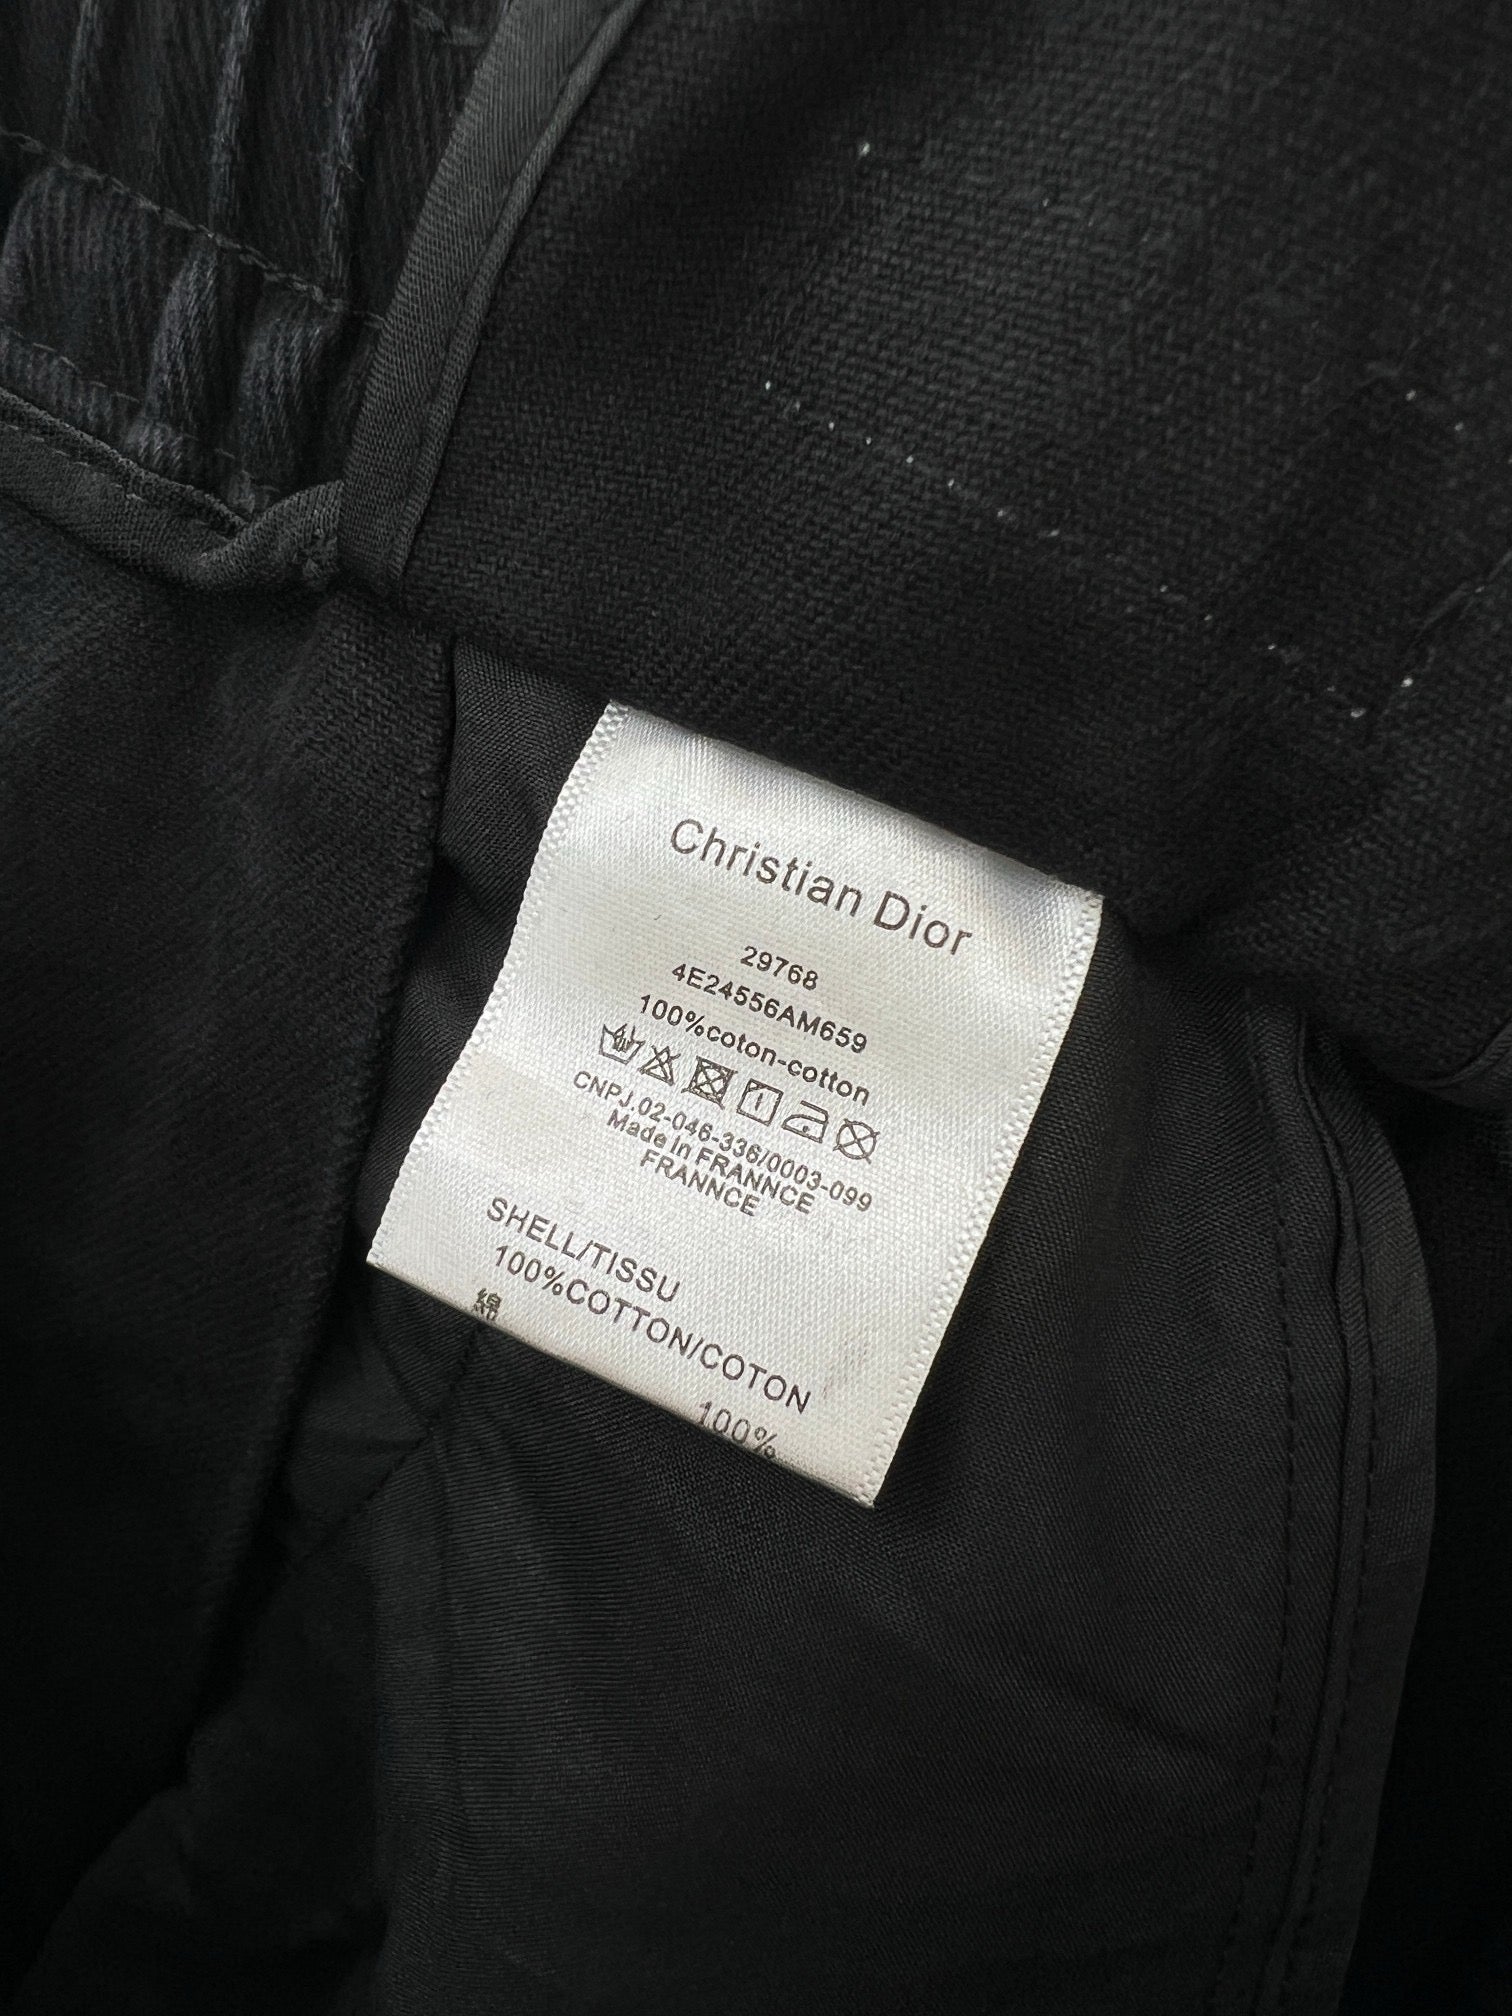 Christian Dior
29768
4E24556AM659
100%coton-cotton
CNPJ.02-046-336/0003-099
Made in FRANNCE
FRANNCE
SHELL/TISSU
100%COTTON/COTON
綿 100%